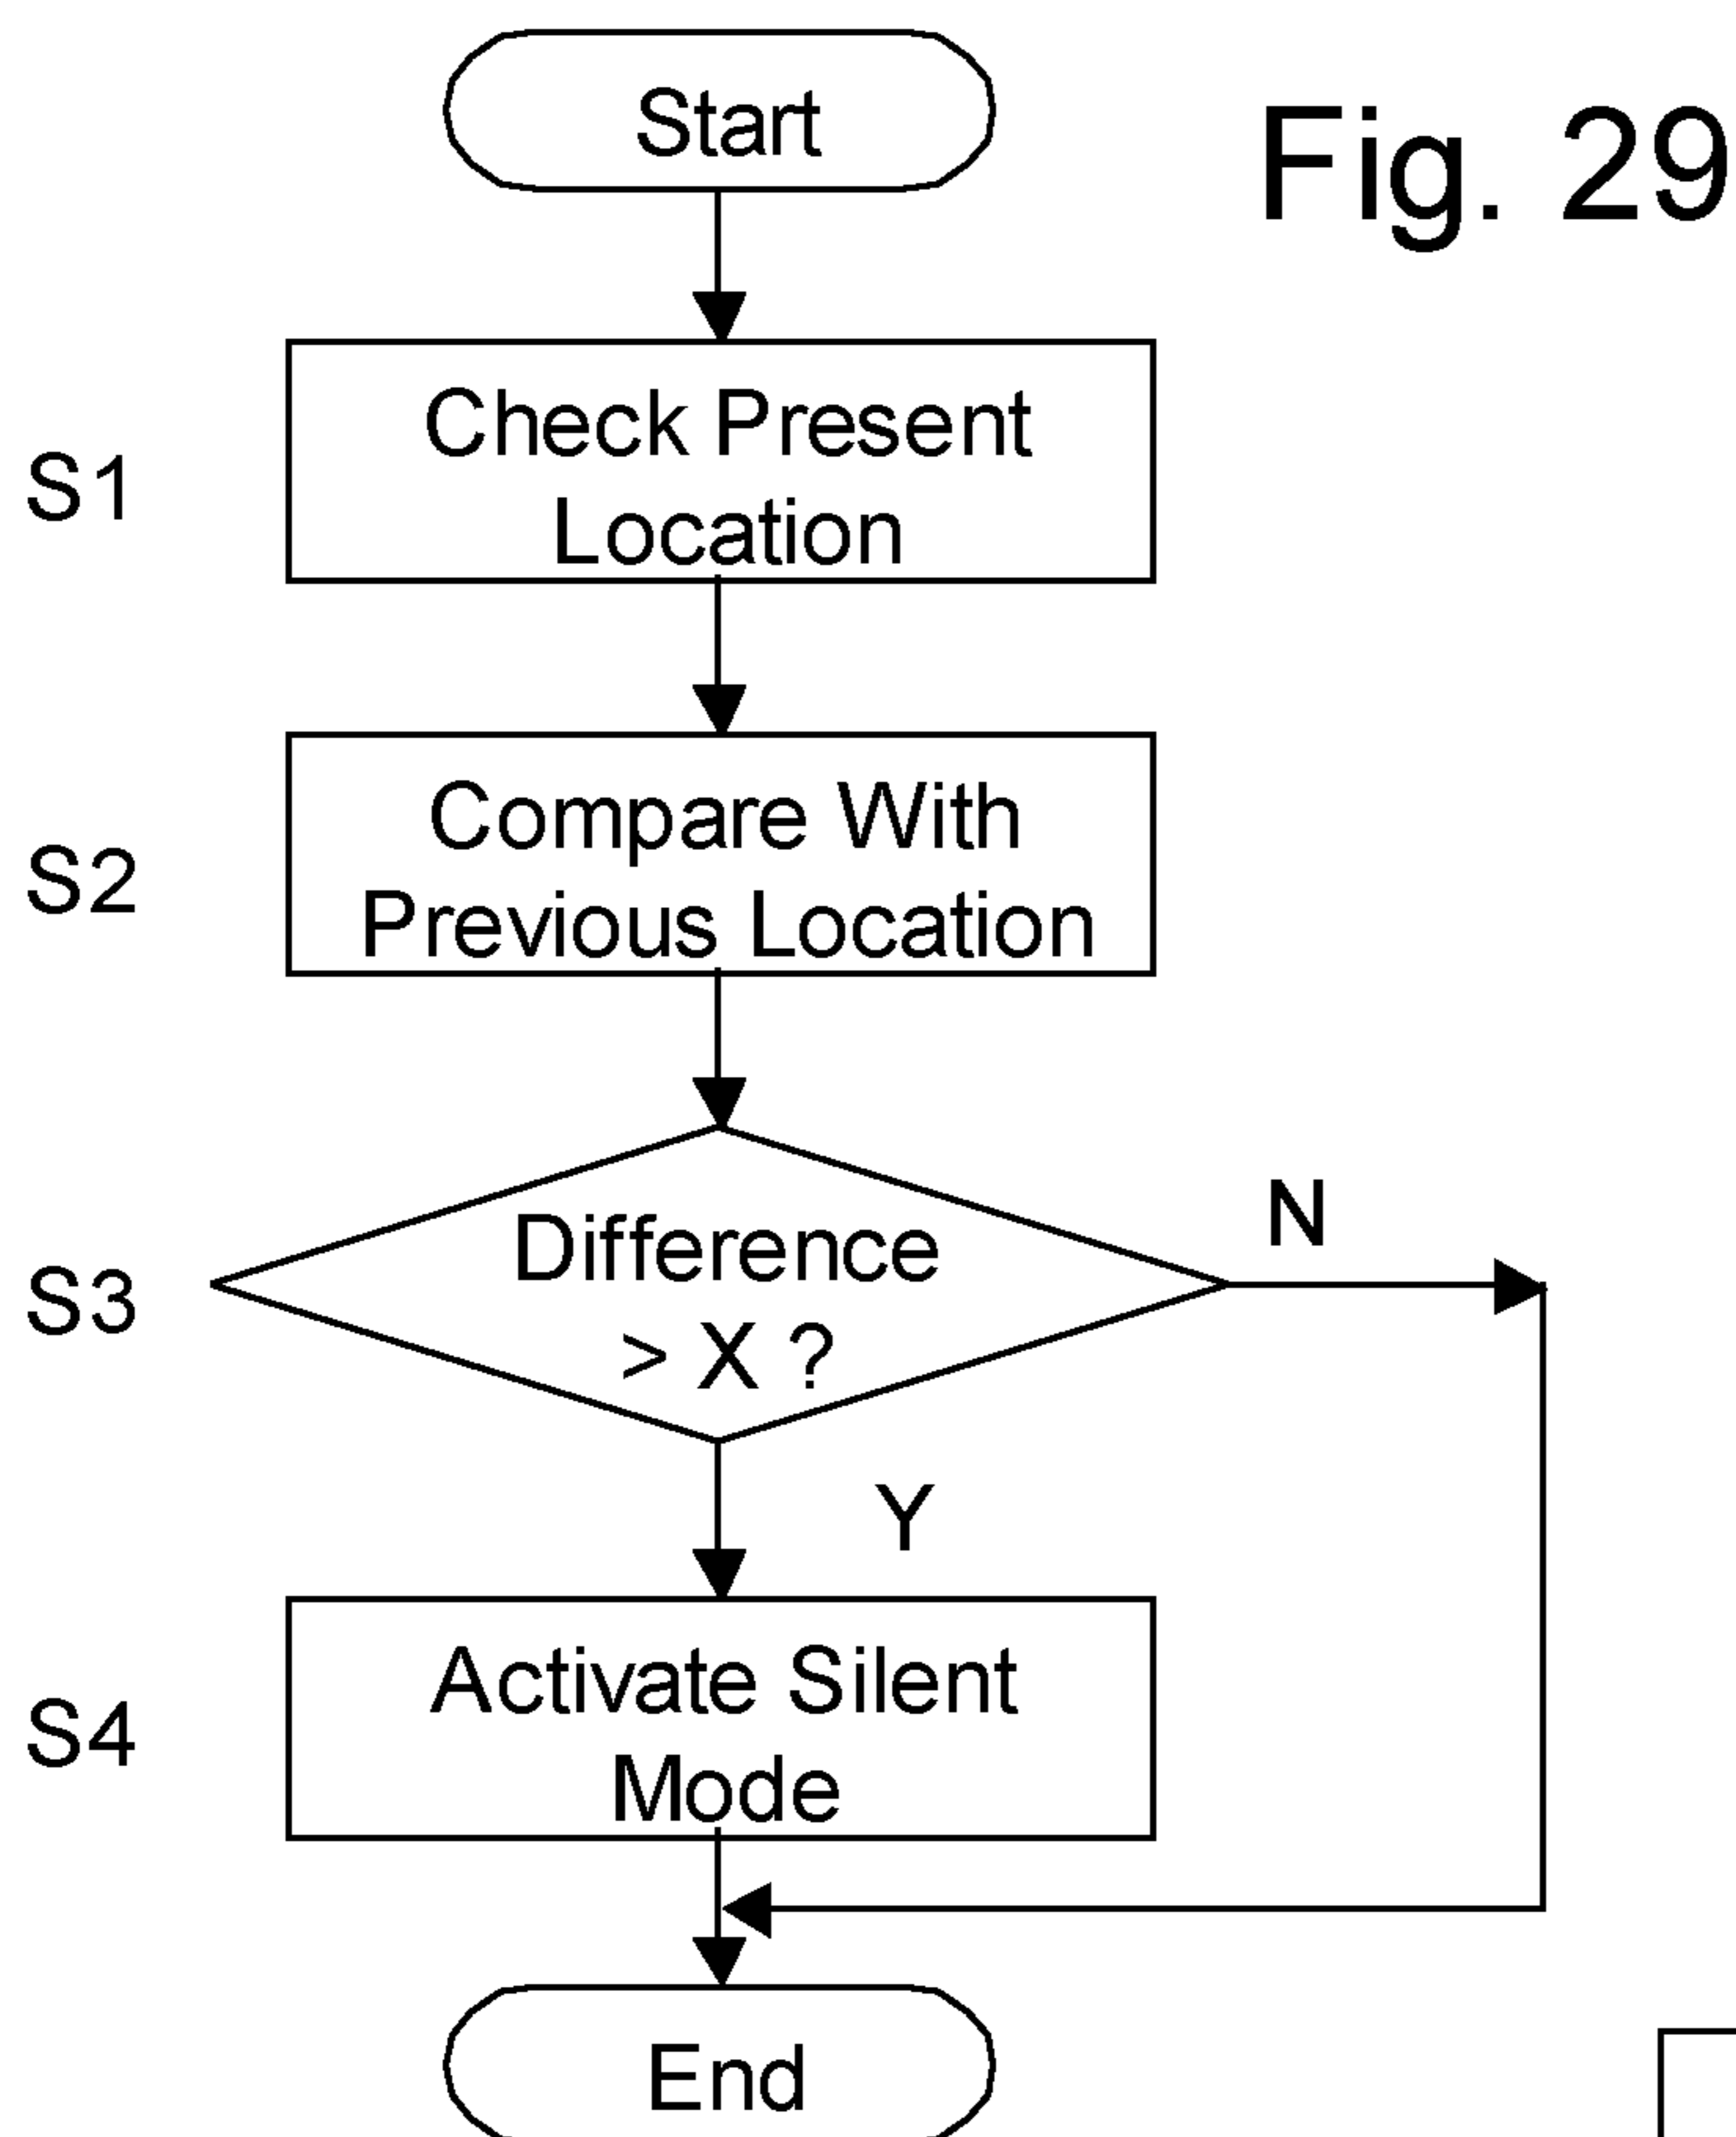 Start
Fig. 29
S1
Check Present
Location
S2
Compare With
Previous Location
S3
Difference
> X ?
N
Y
S4
Activate Silent
Mode
End